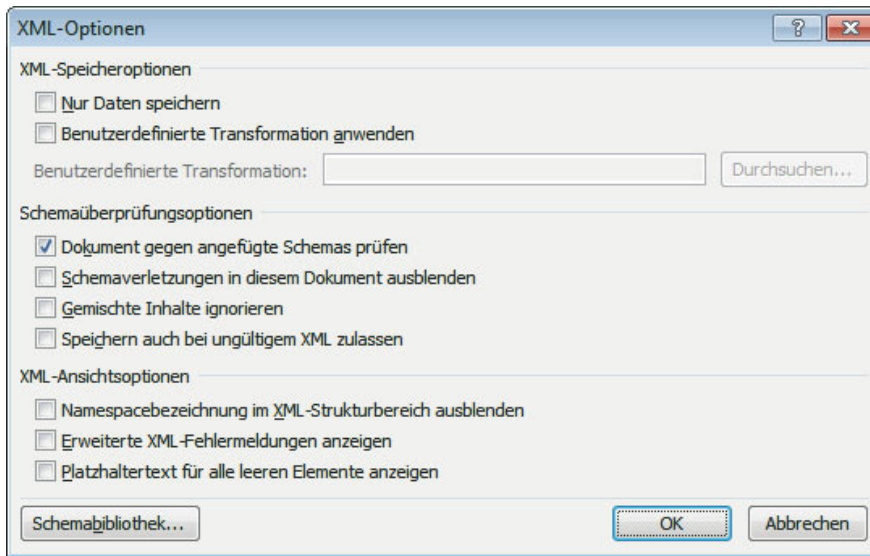 XML-Optionen
XML-Speicheroptionen
Nur Daten speichern
Benutzerdefinierte Transformation anwenden
Benutzerdefinierte Transformation:
Durchsuchen...
Schemaüberprüfungsoptionen
Dokument gegen angefügte Schemas prüfen
Schemaverletzungen in diesem Dokument ausblenden
Gemischte Inhalte ignorieren
Speichern auch bei ungültigem XML zulassen
XML-Ansichtsoptionen
Namespacebezeichnung im XML-Strukturbereich ausblenden
Erweiterte XML-Fehlermeldungen anzeigen
Platzhaltertext für alle leeren Elemente anzeigen
Schemabibliothek... OK Abbrechen